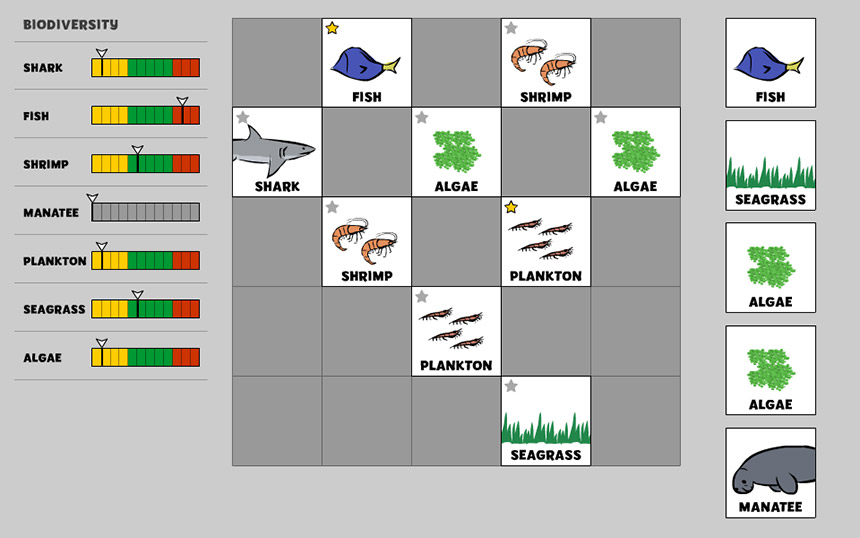 BIODIVERSITY
SHARK
FISH
SHRIMP
MANATEE
PLANKTON
SEAGRASS
ALGAE
FISH
SHRIMP
SHARK
ALGAE
ALGAE
SHRIMP
PLANKTON
PLANKTON
SEAGRASS
FISH
SEAGRASS
ALGAE
ALGAE
MANATEE